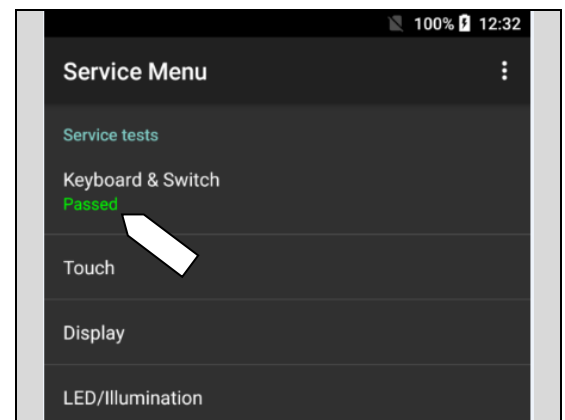 100% 12:32
Service Menu
Service tests
Keyboard & Switch
Passed
Touch
Display
LED/Illumination